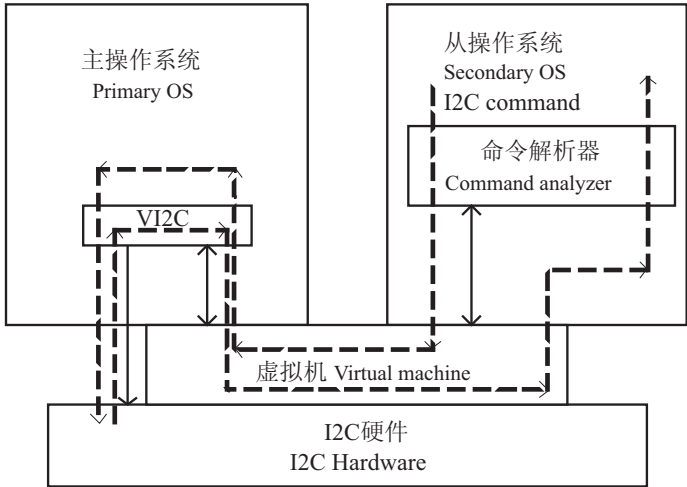 主操作系统
Primary OS
从操作系统
Secondary OS
I2C command
命令解析器
Command analyzer
VI2C
虚拟机 Virtual machine
I2C硬件
I2C Hardware